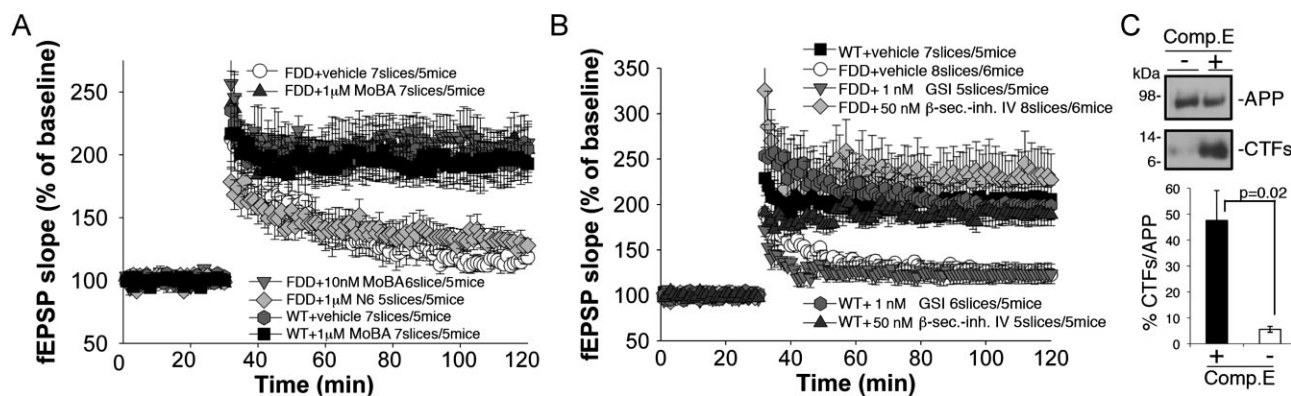 A
fEPSP slope (% of baseline)
250
200
150
100
50
FDD+vehicle 7slices/5mice
FDD+1μM MoBA 7slices/5mice
FDD+10nM MoBA6slice/5mice
FDD+1μM N6 5slices/5mice
WT+vehicle 7slices/5mice
WT+1μM MoBA 7slices/5mice
0 20 40 60 80 100 120
Time (min)
B
fEPSP slope (% of baseline)
350
300
250
200
150
100
50
WT+vehicle 7slices/5mice
FDD+vehicle 8slices/6mice
FDD+ 1 nM GSI 5slices/5mice
FDD+50 nM β-sec.-inh. IV 8slices/6mice
WT+ 1 nM GSI 6slices/5mice
WT+50 nM β-sec.-inh. IV 5slices/5mice
0 20 40 60 80 100 120
Time (min)
C
Comp.E
- +
kDa
98-
-APP
14-
-CTFs
6-
% CTFs/APP
60
50
40
30
20
10
0
p=0.02
+ -
Comp.E